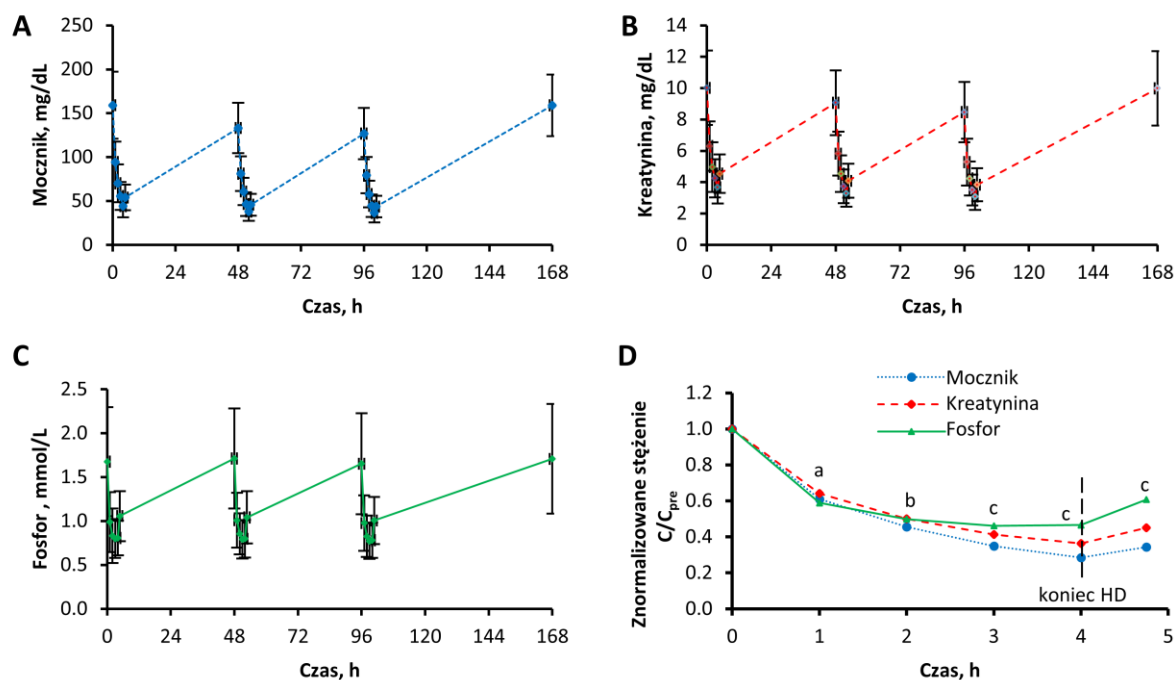 A
Mocznik, mg/dL
250
200
150
100
50
0
0 24 48 72 96 120 144 168
Czas, h
B
Kreatynina, mg/dL
14
12
10
8
6
4
2
0
0 24 48 72 96 120 144 168
Czas, h
C
Fosfor , mmol/L
2.5
2.0
1.5
1.0
0.5
0.0
0 24 48 72 96 120 144 168
Czas, h
D
Znormalizowane stężenie
C/Cpre
Mocznik
Kreatynina
Fosfor
1.2
1.0
0.8
0.6
0.4
0.2
0.0
a
b
c
c
c
koniec HD
0 1 2 3 4 5
Czas, h